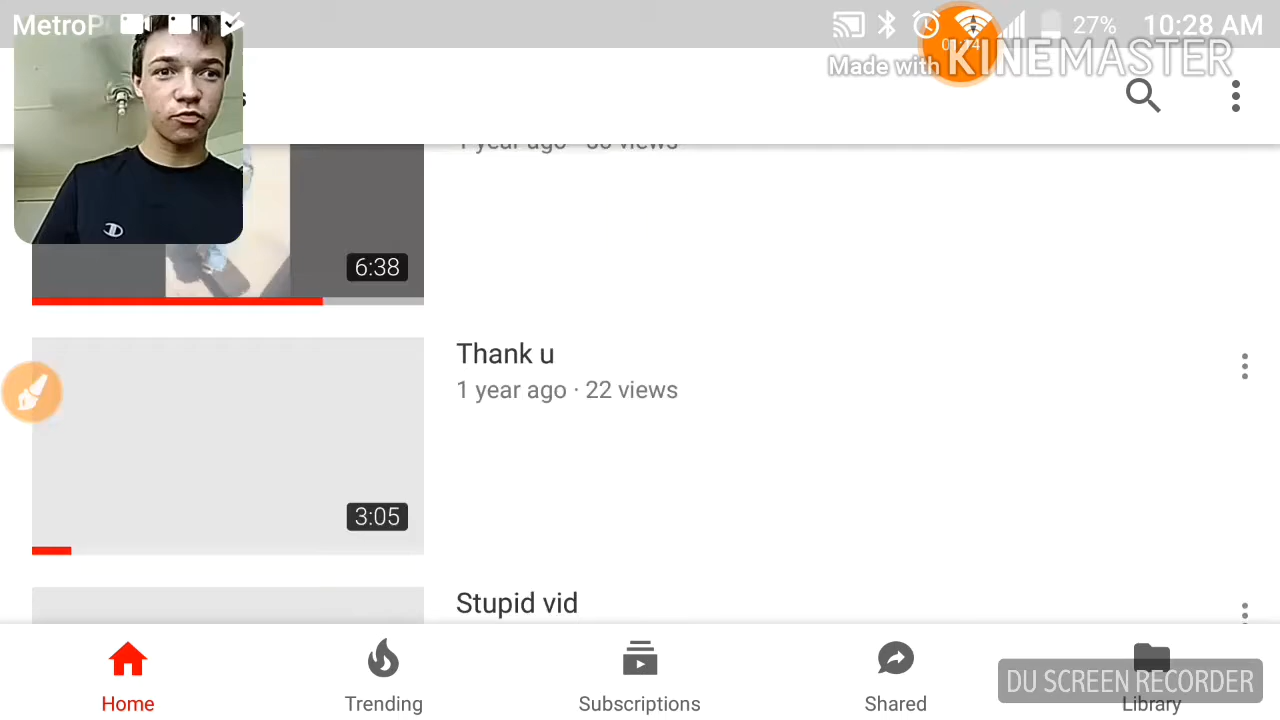 MetroP
27% 10:28 AM
Made with KINEMASTER
s
6:38
Thank u
1 year ago · 22 views
3:05
Stupid vid
Home
Trending
Subscriptions
Shared
Library
DU SCREEN RECORDER